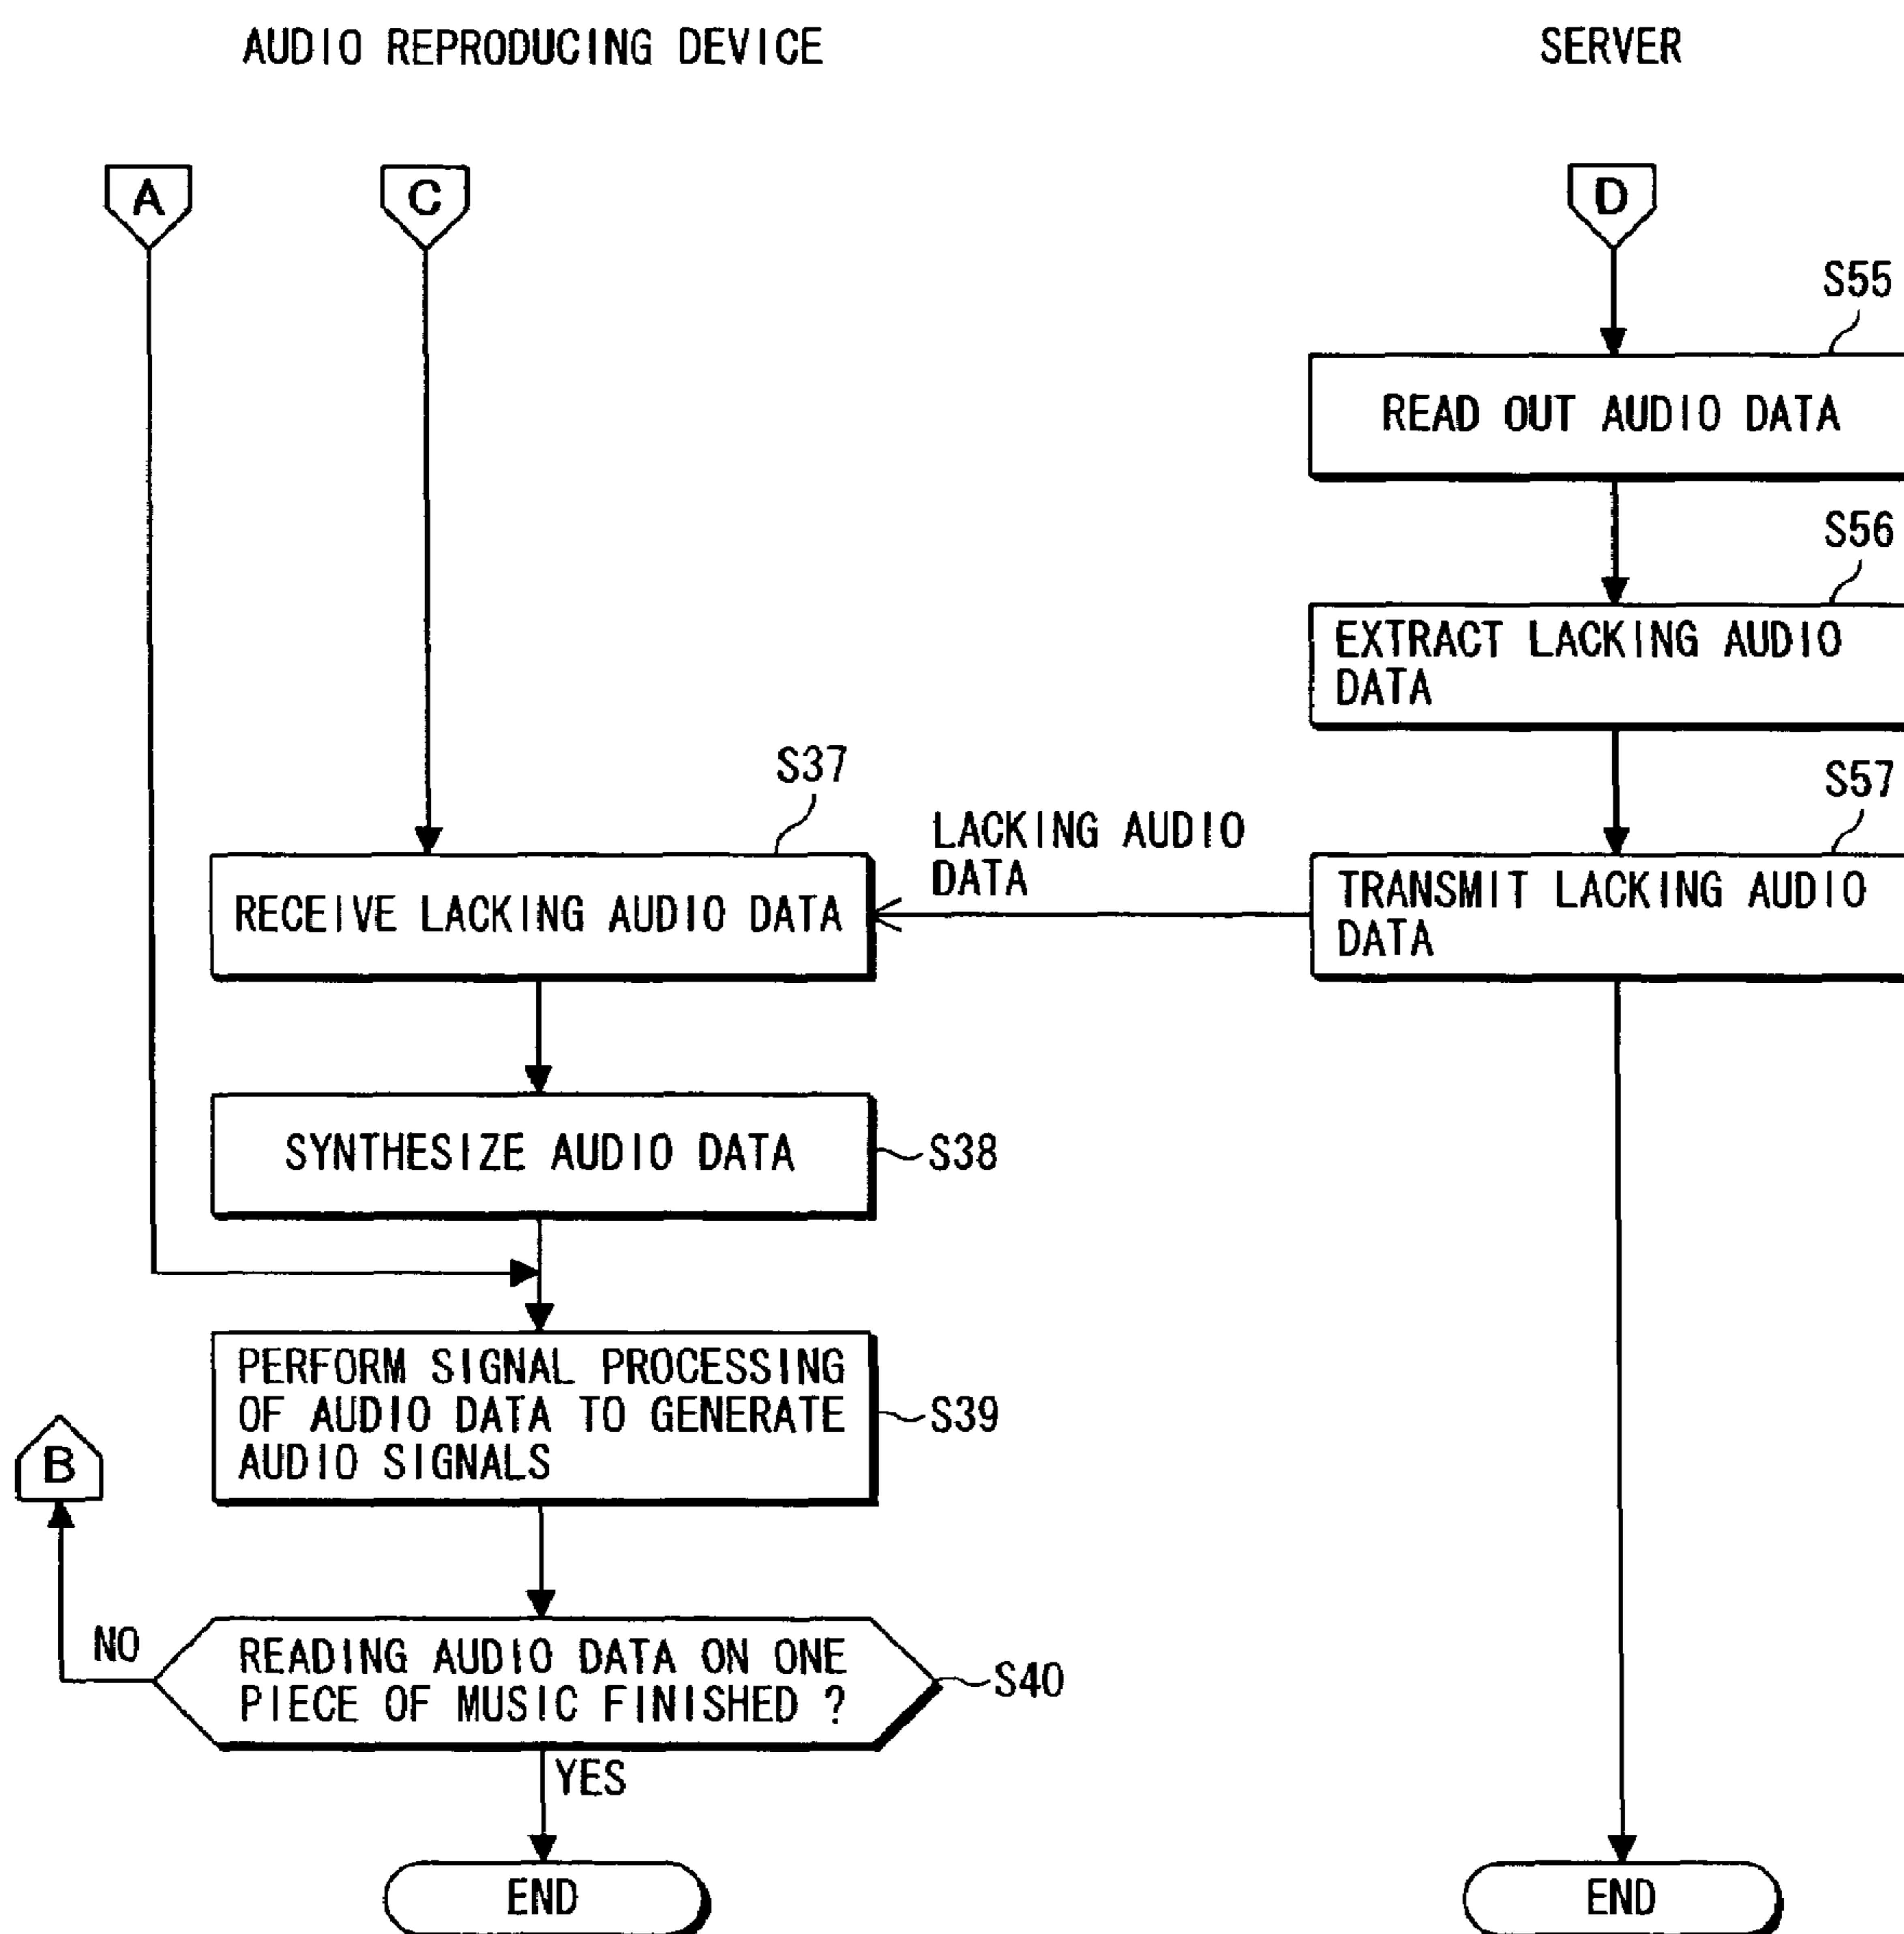 AUDIO REPRODUCING DEVICE
SERVER
A
C
D
S55
READ OUT AUDIO DATA
S56
EXTRACT LACKING AUDIO
DATA
S37
S57
LACKING AUDIO
DATA
RECEIVE LACKING AUDIO DATA
TRANSMIT LACKING AUDIO
DATA
SYNTHESIZE AUDIO DATA
S38
PERFORM SIGNAL PROCESSING
OF AUDIO DATA TO GENERATE
AUDIO SIGNALS
S39
B
NO
READING AUDIO DATA ON ONE
PIECE OF MUSIC FINISHED ?
S40
YES
END
END